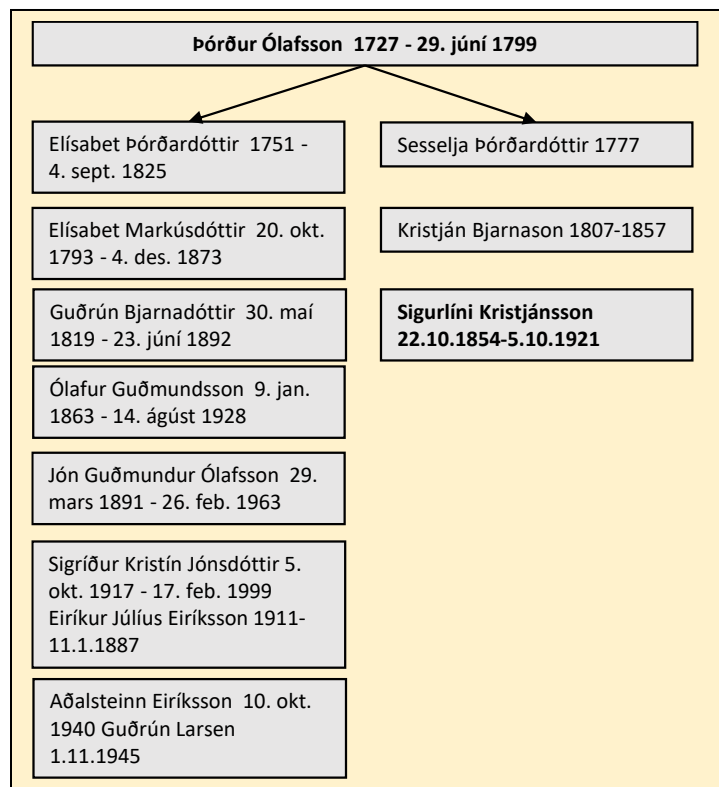 Þórður Ólafsson  1727 - 29. júní 1799
Elísabet Þórðardóttir  1751 -
4. sept. 1825
Sesselja Þórðardóttir 1777
Elísabet Markúsdóttir  20. okt.
1793 - 4. des. 1873
Kristján Bjarnason 1807-1857
Guðrún Bjarnadóttir  30. maí
1819 - 23. júní 1892
Sigurlíni Kristjánsson
22.10.1854-5.10.1921
Ólafur Guðmundsson  9. jan.
1863 - 14. ágúst 1928
Jón Guðmundur Ólafsson  29.
mars 1891 - 26. feb. 1963
Sigríður Kristín Jónsdóttir 5.
okt. 1917 - 17. feb. 1999
Eiríkur Júlíus Eiríksson 1911-
11.1.1887
Aðalsteinn Eiríksson  10. okt.
1940 Guðrún Larsen
1.11.1945